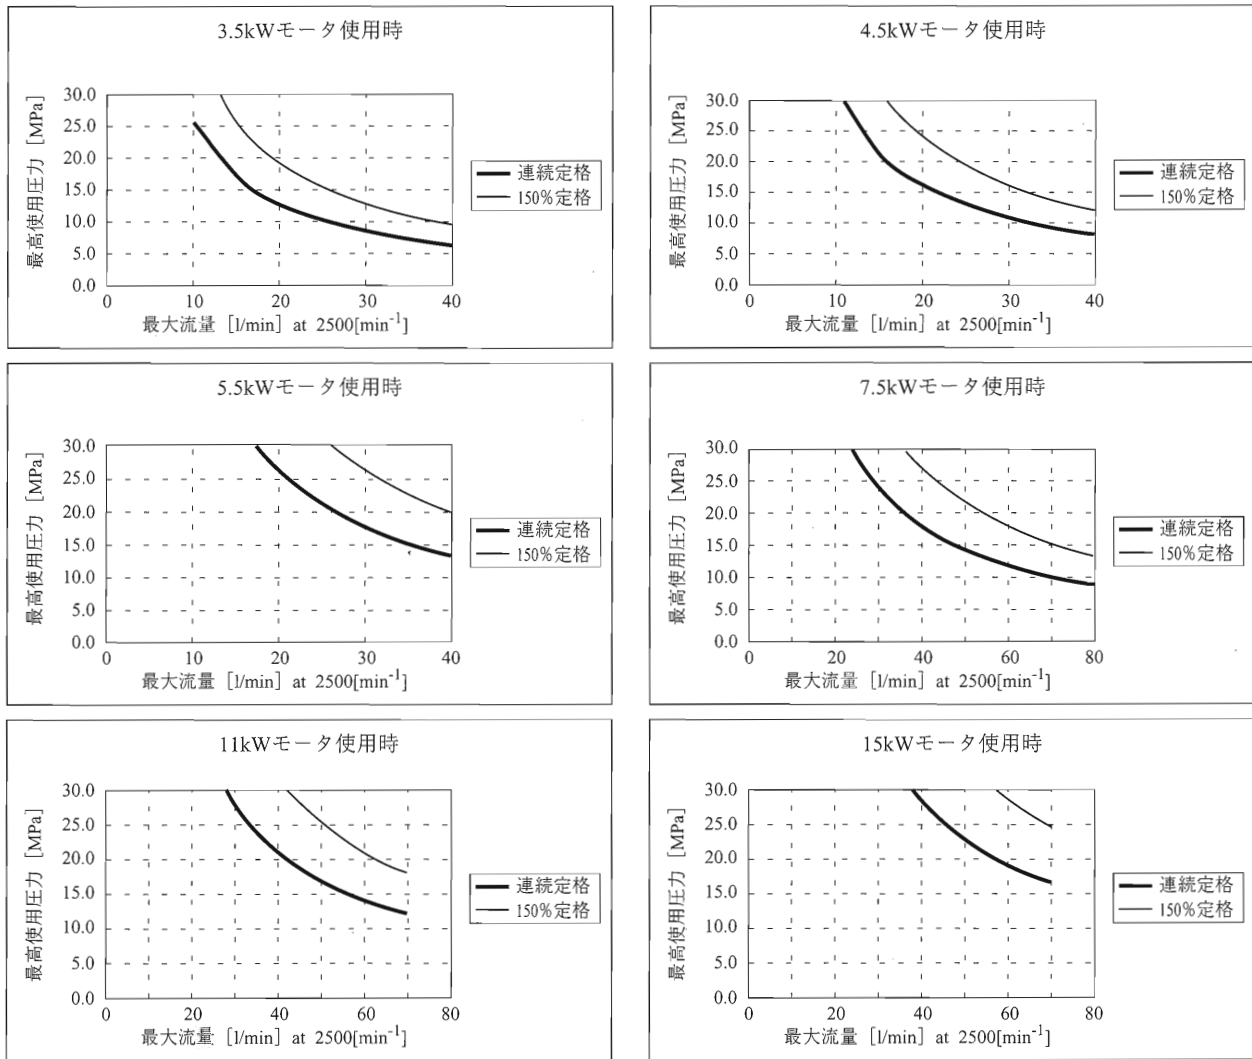 3.5kWモータ使用時
最高使用圧力 [MPa]
30.0
25.0
20.0
15.0
10.0
5.0
0.0
0 10 20 30 40
最大流量 [l/min] at 2500[min⁻¹]
連続定格
150%定格
4.5kWモータ使用時
最高使用圧力 [MPa]
30.0
25.0
20.0
15.0
10.0
5.0
0.0
0 10 20 30 40
最大流量 [l/min] at 2500[min⁻¹]
連続定格
150%定格
5.5kWモータ使用時
最高使用圧力 [MPa]
30.0
25.0
20.0
15.0
10.0
5.0
0.0
0 10 20 30 40
最大流量 [l/min] at 2500[min⁻¹]
連続定格
150%定格
7.5kWモータ使用時
最高使用圧力 [MPa]
30.0
25.0
20.0
15.0
10.0
5.0
0.0
0 20 40 60 80
最大流量 [l/min] at 2500[min⁻¹]
連続定格
150%定格
11kWモータ使用時
最高使用圧力 [MPa]
30.0
25.0
20.0
15.0
10.0
5.0
0.0
0 20 40 60 80
最大流量 [l/min] at 2500[min⁻¹]
連続定格
150%定格
15kWモータ使用時
最高使用圧力 [MPa]
30.0
25.0
20.0
15.0
10.0
5.0
0.0
0 20 40 60 80
最大流量 [l/min] at 2500[min⁻¹]
連続定格
150%定格